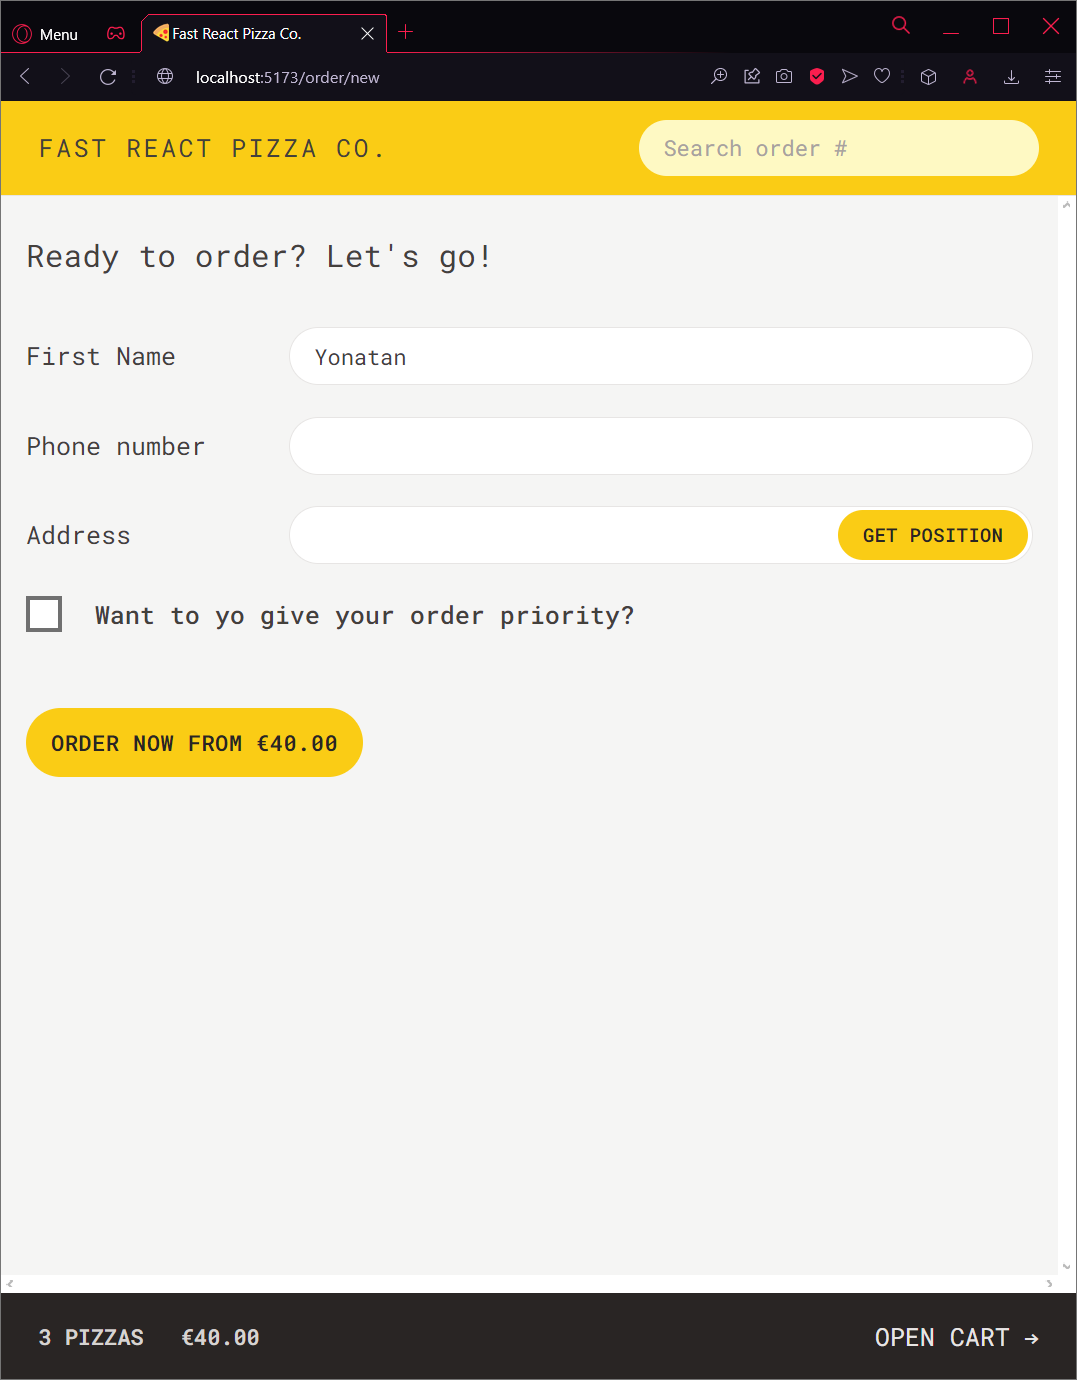 Menu
Fast React Pizza Co.
localhost:5173/order/new
FAST REACT PIZZA CO.
Search order #
Ready to order? Let's go!
First Name
Yonatan
Phone number
Address
GET POSITION
Want to yo give your order priority?
ORDER NOW FROM €40.00
3 PIZZAS €40.00
OPEN CART →